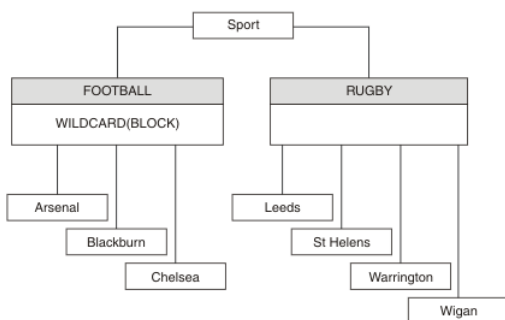 Sport
FOOTBALL
RUGBY
WILDCARD(BLOCK)
Arsenal
Leeds
Blackburn
St Helens
Chelsea
Warrington
Wigan